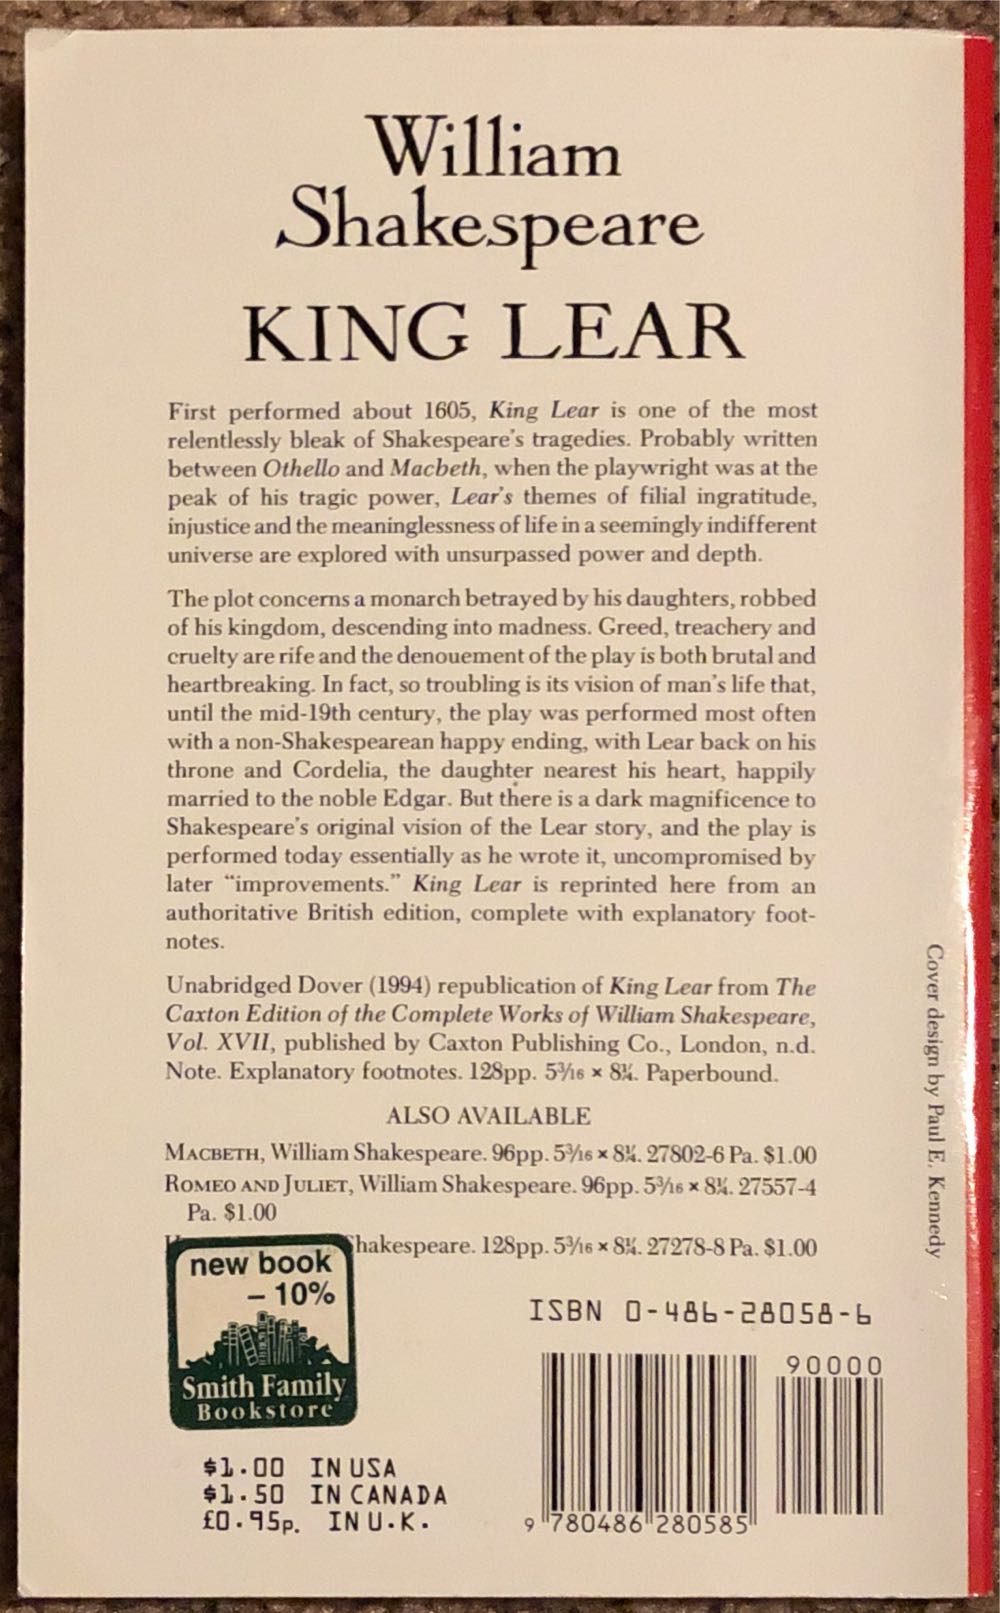 William
Shakespeare
KING LEAR
First performed about 1605, King Lear is one of the most
relentlessly bleak of Shakespeare's tragedies. Probably written
between Othello and Macbeth, when the playwright was at the
peak of his tragic power, Lear's themes of filial ingratitude,
injustice and the meaninglessness of life in a seemingly indifferent
universe are explored with unsurpassed power and depth.
The plot concerns a monarch betrayed by his daughters, robbed
of his kingdom, descending into madness. Greed, treachery and
cruelty are rife and the denouement of the play is both brutal and
heartbreaking. In fact, so troubling is its vision of man's life that,
until the mid-19th century, the play was performed most often
with a non-Shakespearean happy ending, with Lear back on his
throne and Cordelia, the daughter nearest his heart, happily
married to the noble Edgar. But there is a dark magnificence to
Shakespeare's original vision of the Lear story, and the play is
performed today essentially as he wrote it, uncompromised by
later “improvements.” King Lear is reprinted here from an
authoritative British edition, complete with explanatory foot-
notes.
Unabridged Dover (1994) republication of King Lear from The
Caxton Edition of the Complete Works of William Shakespeare,
Vol. XVII, published by Caxton Publishing Co., London, n.d.
Note. Explanatory footnotes. 128pp. 5³⁄₁₆ × 8¼. Paperbound.
ALSO AVAILABLE
MACBETH, William Shakespeare. 96pp. 5³⁄₁₆ × 8¼. 27802-6 Pa. $1.00
ROMEO AND JULIET, William Shakespeare. 96pp. 5³⁄₁₆ × 8¼. 27557-4
Pa. $1.00
Shakespeare. 128pp. 5³⁄₁₆ × 8¼. 27278-8 Pa. $1.00
new book
– 10%
Smith Family
Bookstore
$1.00 IN USA
$1.50 IN CANADA
£0.95p. IN U.K.
ISBN 0-486-28058-6
90000
9 780486 280585
Cover design by Paul E. Kennedy